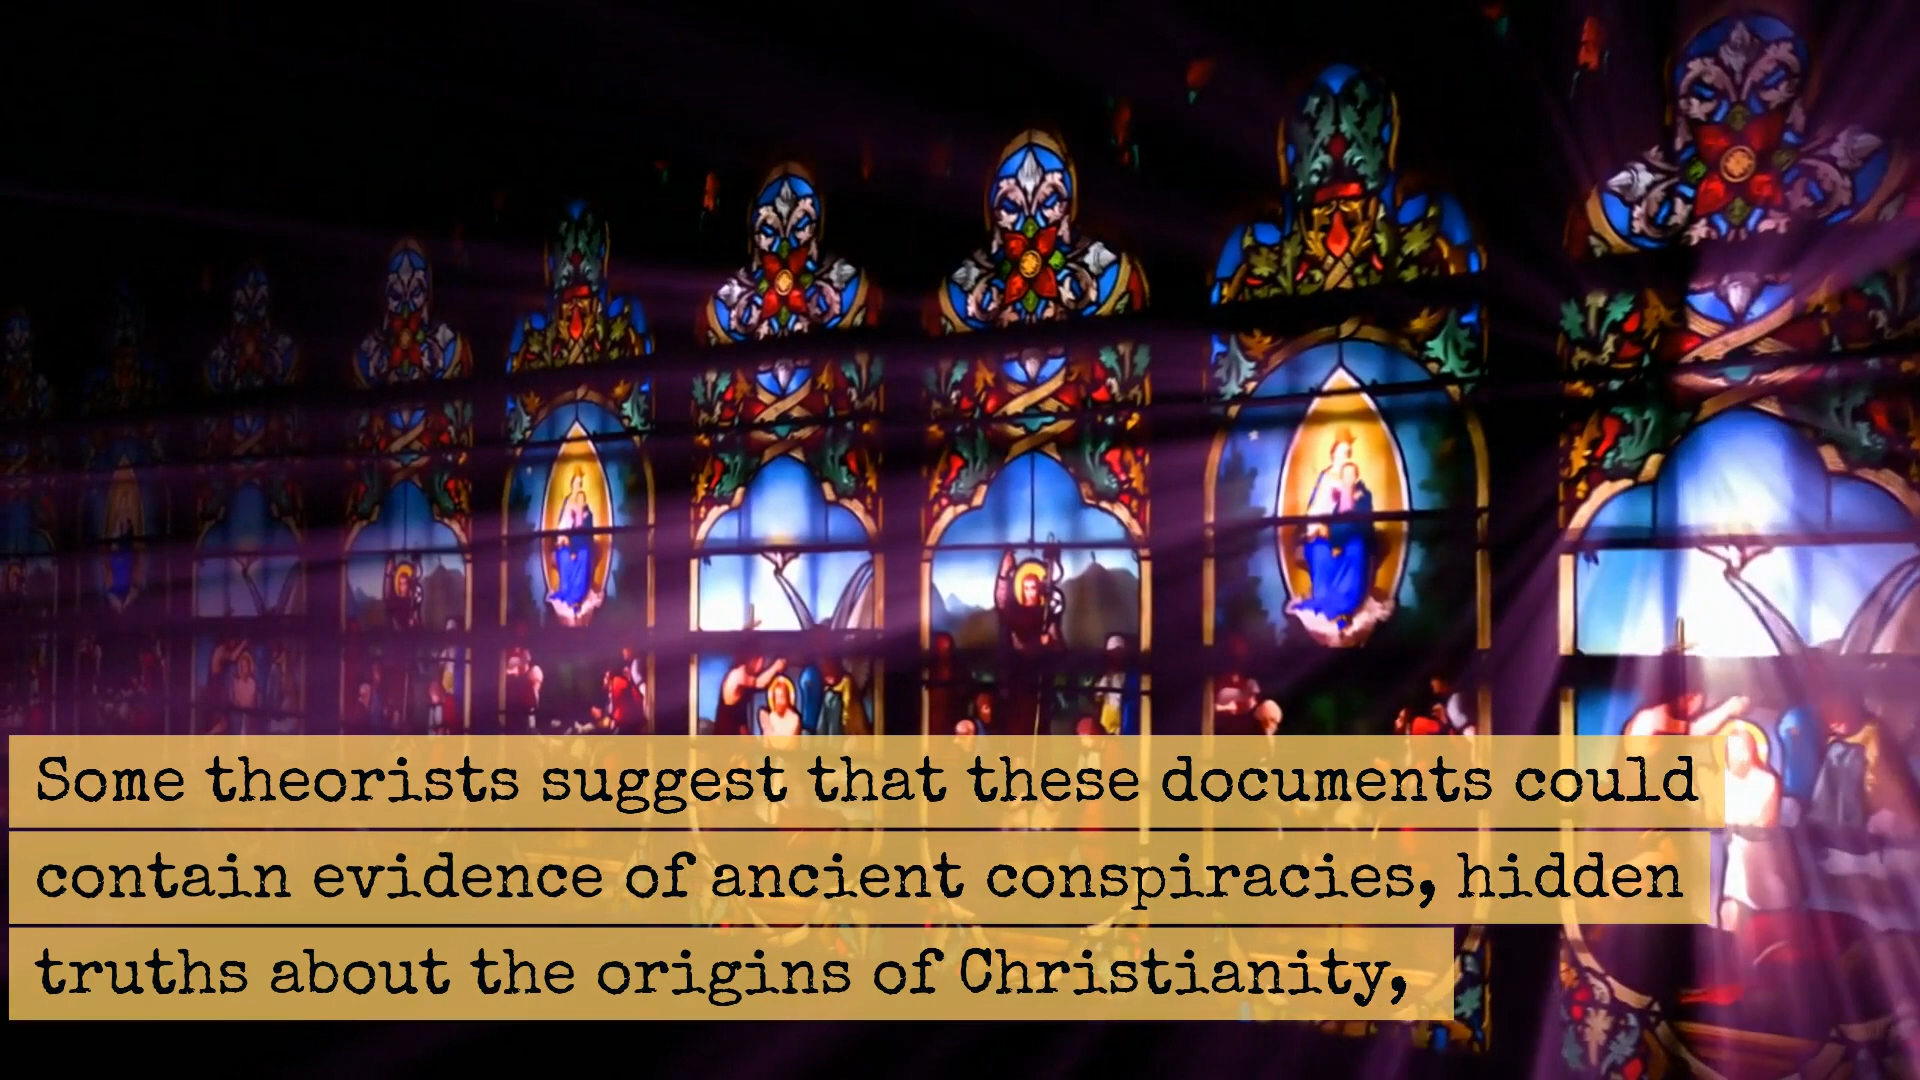 Some theorists suggest that these documents could
contain evidence of ancient conspiracies, hidden
truths about the origins of Christianity,